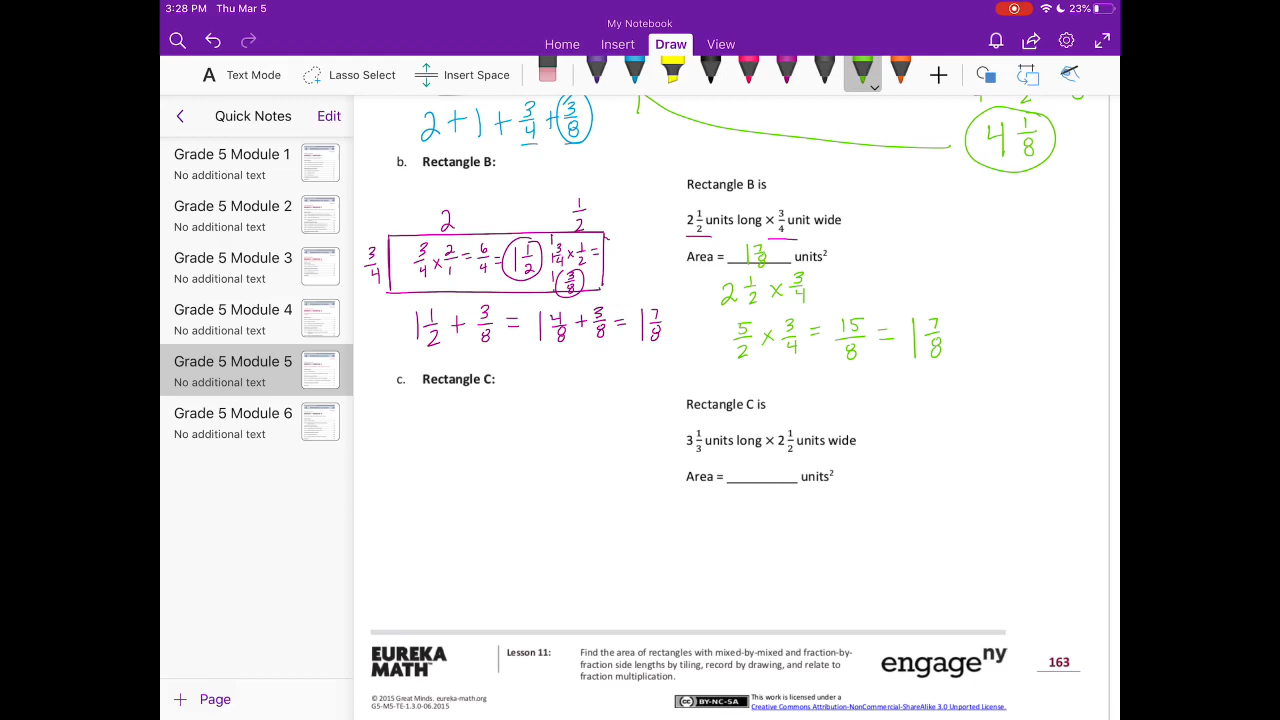 3:28 PM Thu Mar 5
23%
My Notebook
Home Insert Draw View
Text Mode Lasso Select Insert Space
Quick Notes Edit
Grade 5 Module 1
No additional text
Grade 5 Module 2
No additional text
Grade 5 Module 3
No additional text
Grade 5 Module 4
No additional text
Grade 5 Module 5
No additional text
Grade 5 Module 6
No additional text
+ Page
2 + 1 + 3/4 + 3/8
4 1/8
b. Rectangle B:
2 1/2
3/4
3/4 × 2/1 = 6/4 = 1 1/2
3/4 × 1/2 =
3/8
1 1/2 + 3/8 = 1 4/8 + 3/8 = 1 7/8
Rectangle B is
2 1/2 units long × 3/4 unit wide
Area = 1 7/8 units²
2 1/2 × 3/4
5/2 × 3/4 = 15/8 = 1 7/8
c. Rectangle C:
Rectangle C is
3 1/3 units long × 2 1/2 units wide
Area = __________ units²
EUREKA
MATH™
Lesson 11:
Find the area of rectangles with mixed-by-mixed and fraction-by-
fraction side lengths by tiling, record by drawing, and relate to
fraction multiplication.
engage ny
163
© 2015 Great Minds. eureka-math.org
G5-M5-TE-1.3.0-06.2015
CC BY-NC-SA
This work is licensed under a
Creative Commons Attribution-NonCommercial-ShareAlike 3.0 Unported License.